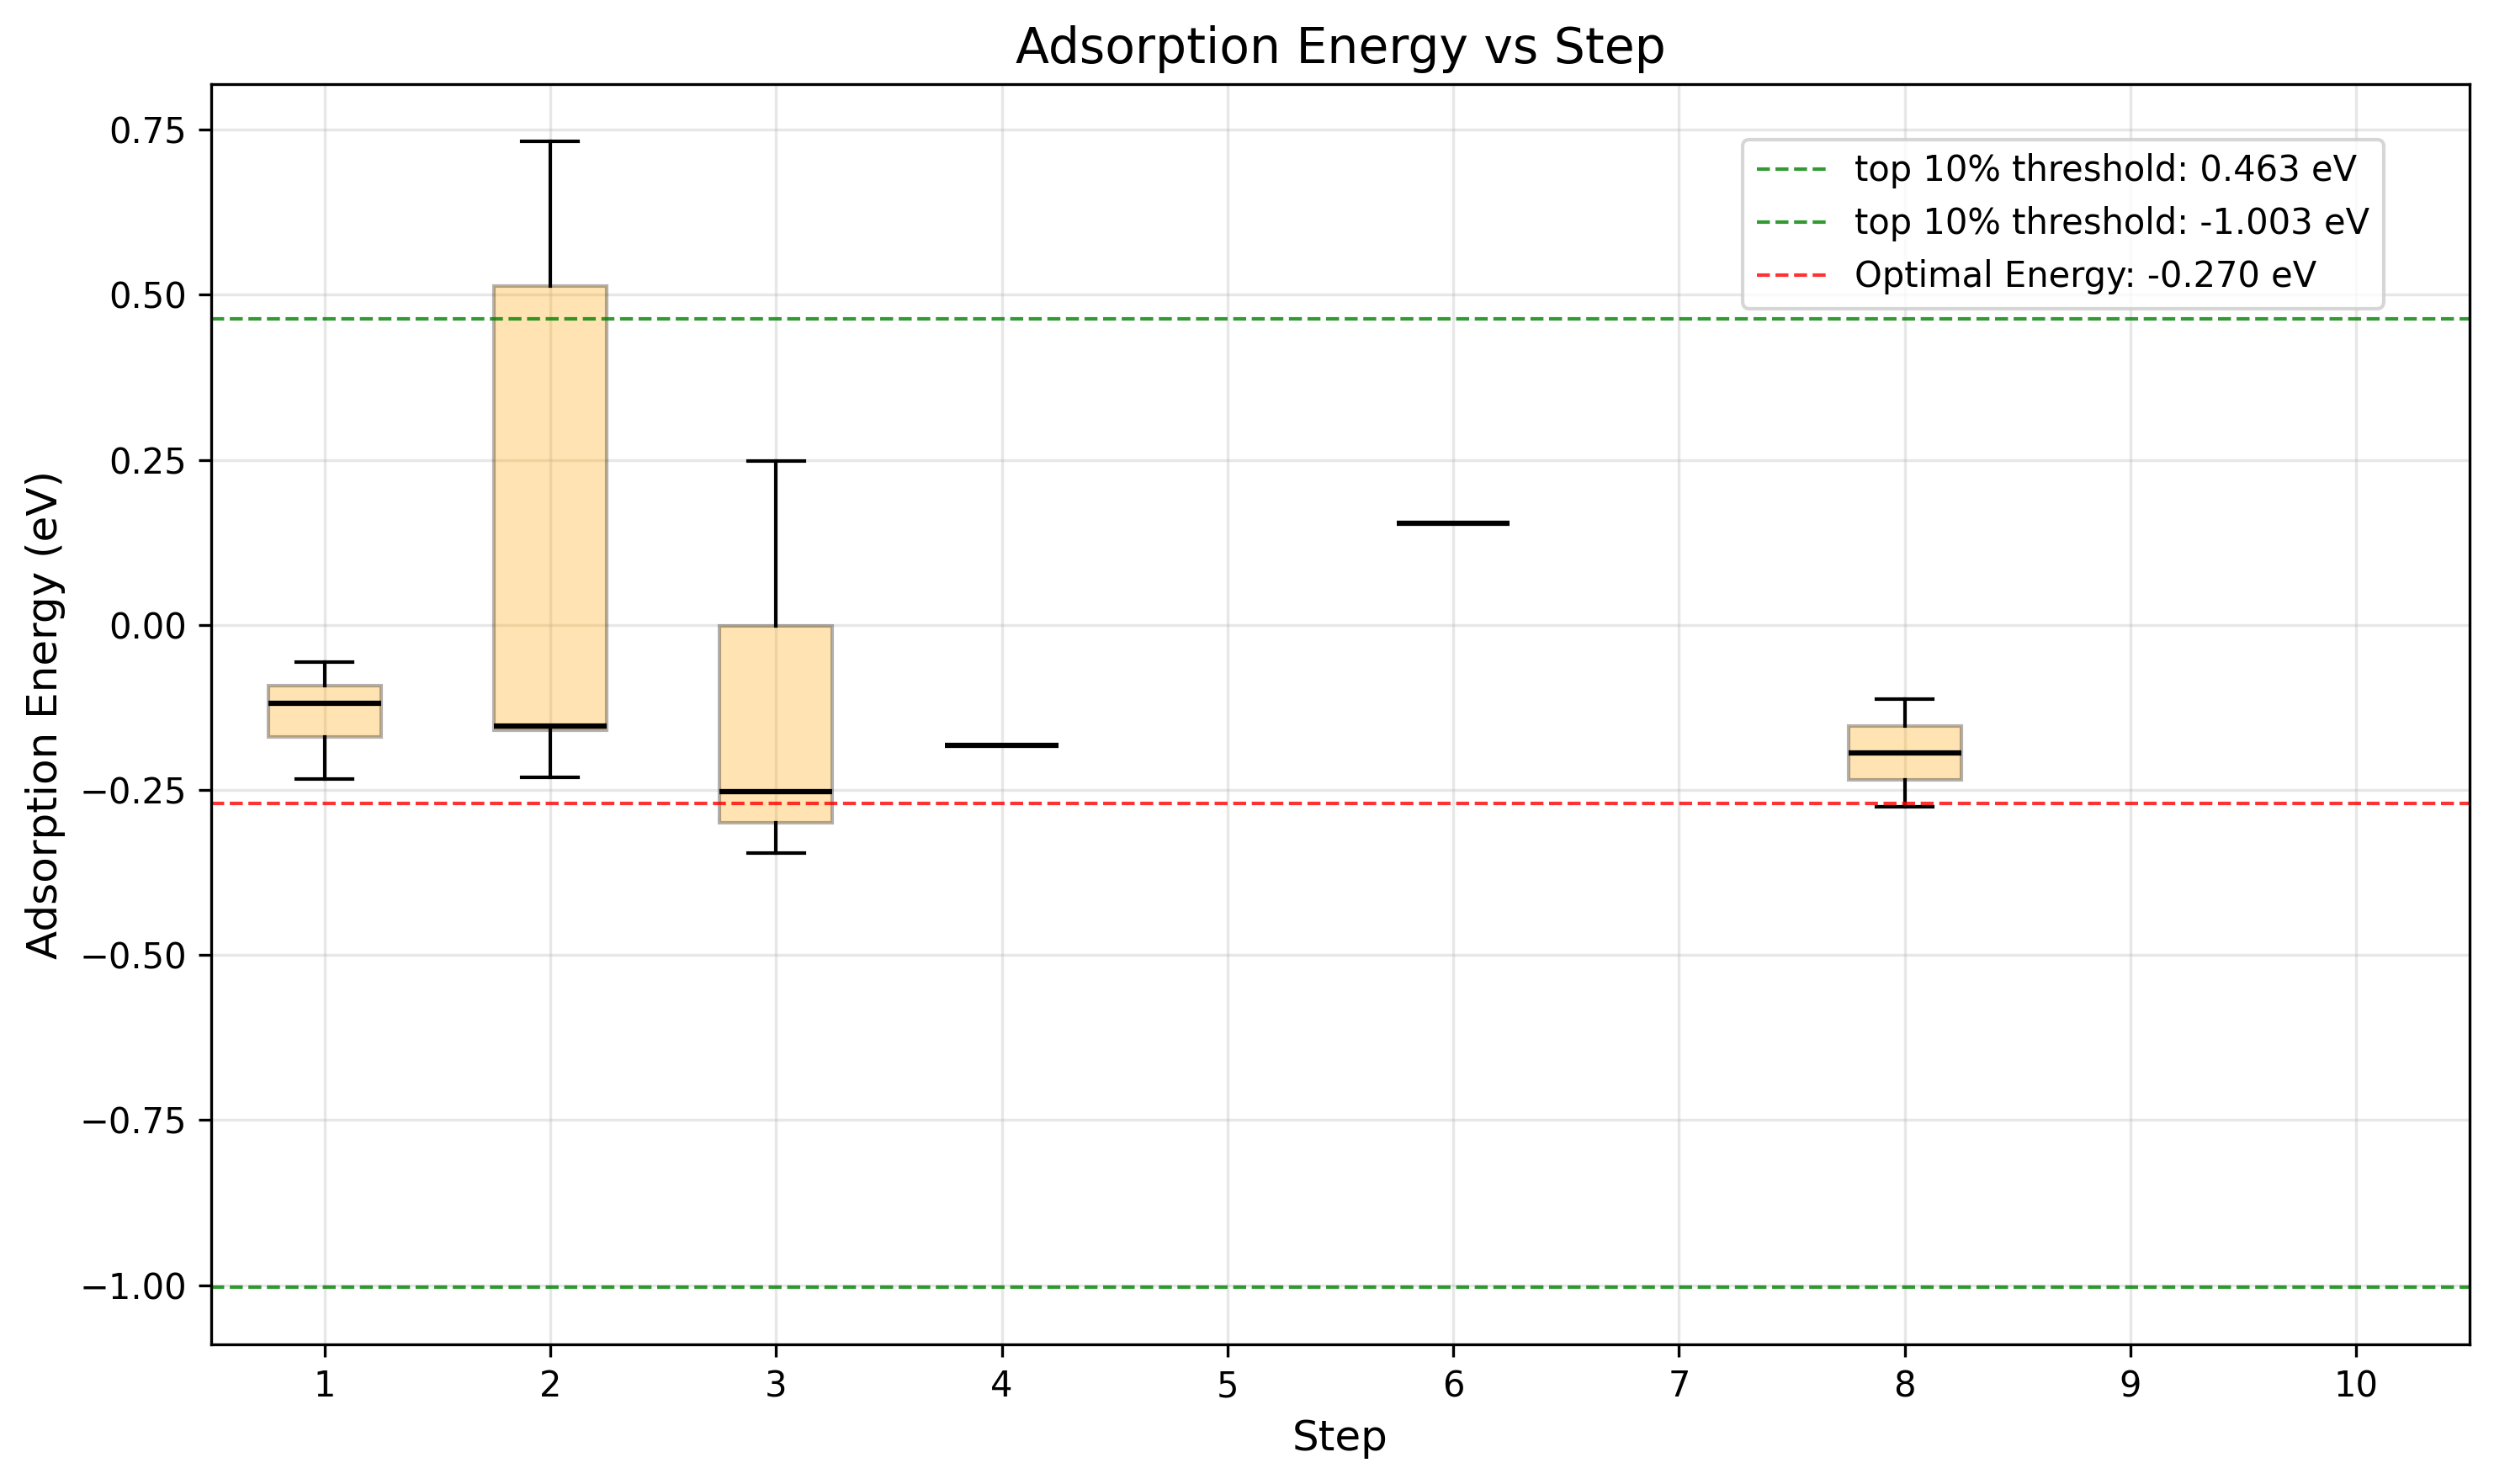 Adsorption Energy vs Step
top 10% threshold: 0.463 eV
top 10% threshold: -1.003 eV
Optimal Energy: -0.270 eV
Adsorption Energy (eV)
0.75
0.50
0.25
0.00
−0.25
−0.50
−0.75
−1.00
1 2 3 4 5 6 7 8 9 10
Step